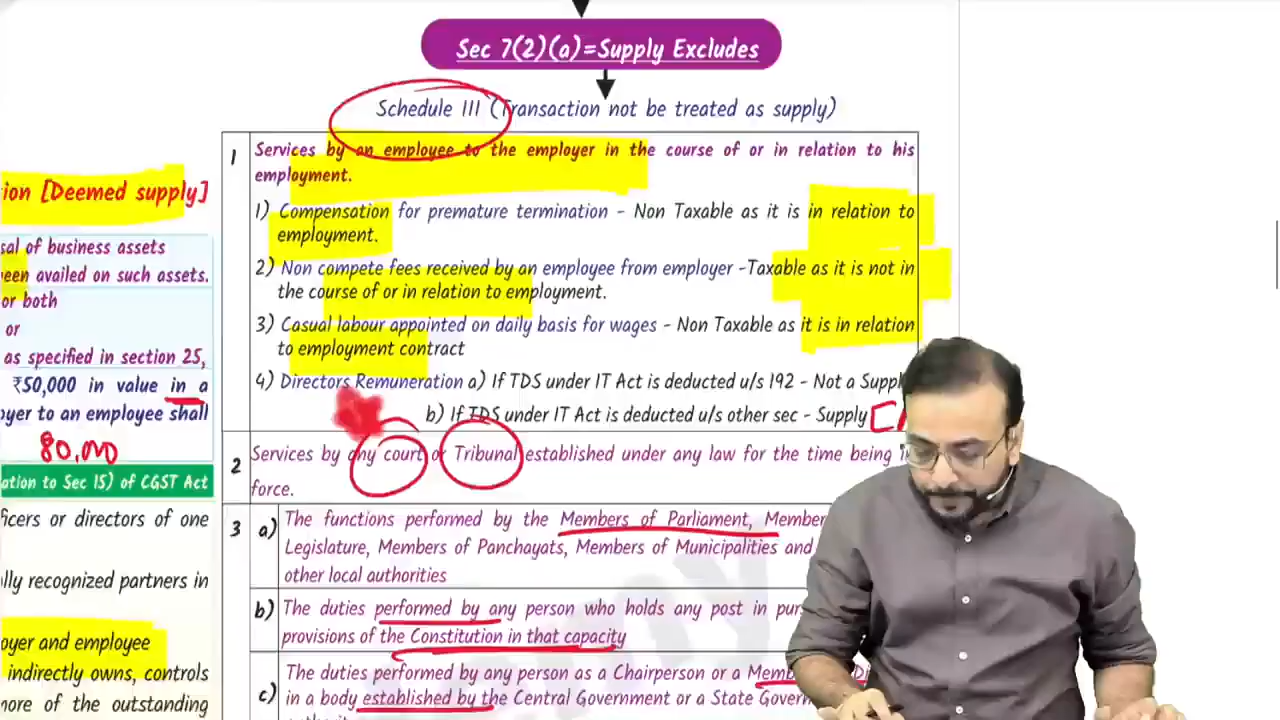 Sec 7(2)(a)=Supply Excludes
Schedule III (Transaction not be treated as supply)
1
Services by an employee to the employer in the course of or in relation to his
employment.
1) Compensation for premature termination - Non Taxable as it is in relation to
employment.
2) Non compete fees received by an employee from employer -Taxable as it is not in
the course of or in relation to employment.
3) Casual labour appointed on daily basis for wages - Non Taxable as it is in relation
to employment contract
4) Directors Remuneration a) If TDS under IT Act is deducted u/s 192 - Not a
b) If TDS under IT Act is deducted u/s other sec - Supply
2
Services by any court or Tribunal established under any law for the time being
force.
3
a)
The functions performed by the Members of Parliament,
Legislature, Members of Panchayats, Members of Municipalities and
other local authorities
b)
The duties performed by any person who holds any post in
provisions of the Constitution in that capacity
c)
The duties performed by any person as a Chairperson or a
in a body established by the Central Government or a State
ion [Deemed supply]
sal of business assets
een availed on such assets.
or both
or
as specified in section 25,
₹50,000 in value in a
yer to an employee shall
80,000
ation to Sec 15) of CGST Act
ficers or directors of one
lly recognized partners in
oyer and employee
indirectly owns, controls
more of the outstanding